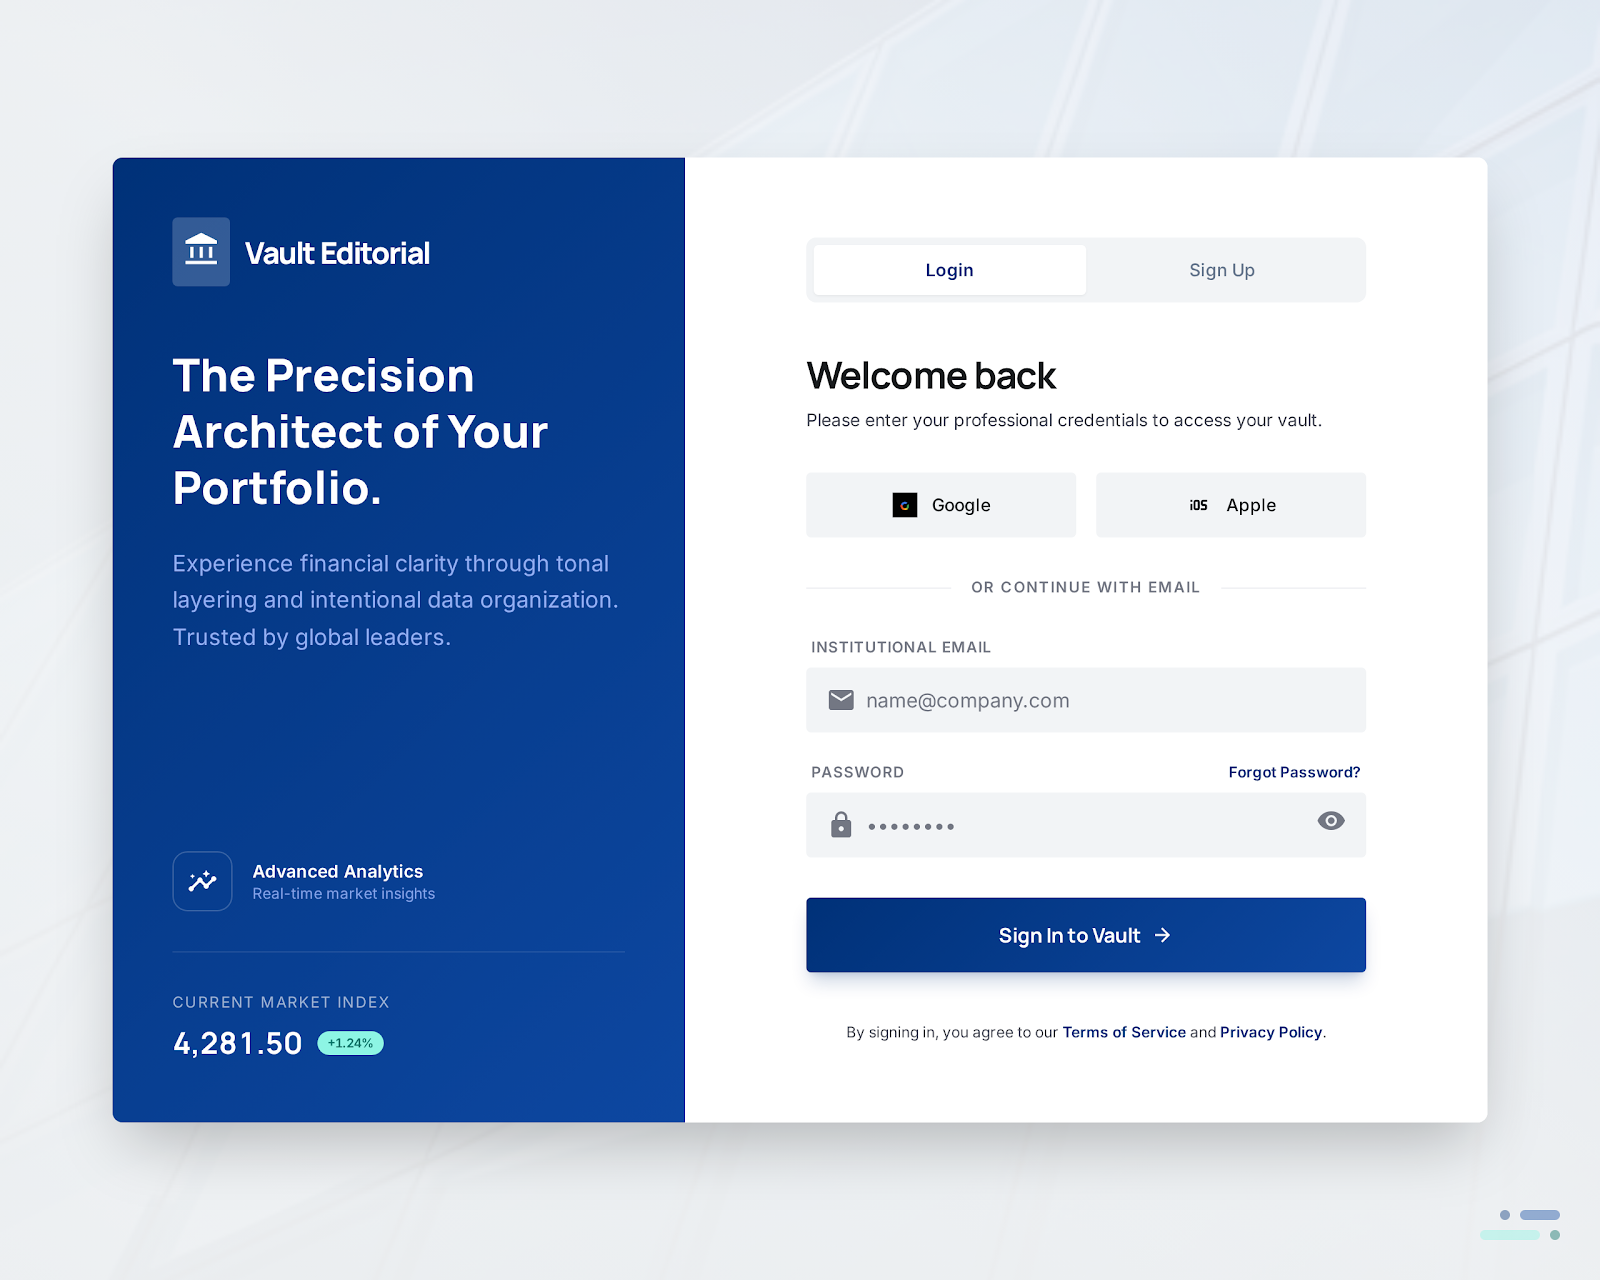 Vault Editorial
The Precision
Architect of Your
Portfolio.
Experience financial clarity through tonal
layering and intentional data organization.
Trusted by global leaders.
Advanced Analytics
Real-time market insights
CURRENT MARKET INDEX
4,281.50 +1.24%
Login Sign Up
Welcome back
Please enter your professional credentials to access your vault.
Google iOS Apple
OR CONTINUE WITH EMAIL
INSTITUTIONAL EMAIL
name@company.com
PASSWORD Forgot Password?
••••••••
Sign In to Vault →
By signing in, you agree to our Terms of Service and Privacy Policy.